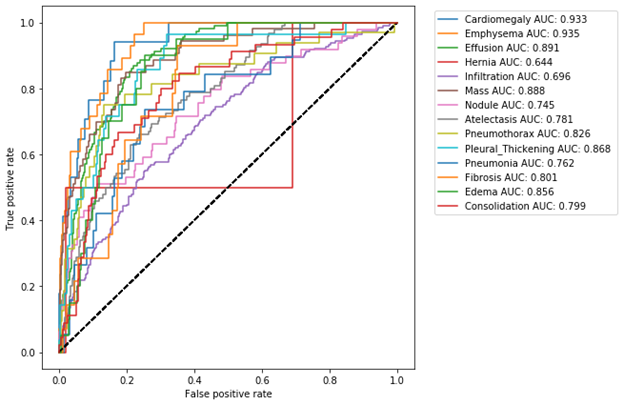 1.0
0.8
0.6
0.4
0.2
0.0
True positive rate
0.0 0.2 0.4 0.6 0.8 1.0
False positive rate
Cardiomegaly AUC: 0.933
Emphysema AUC: 0.935
Effusion AUC: 0.891
Hernia AUC: 0.644
Infiltration AUC: 0.696
Mass AUC: 0.888
Nodule AUC: 0.745
Atelectasis AUC: 0.781
Pneumothorax AUC: 0.826
Pleural_Thickening AUC: 0.868
Pneumonia AUC: 0.762
Fibrosis AUC: 0.801
Edema AUC: 0.856
Consolidation AUC: 0.799